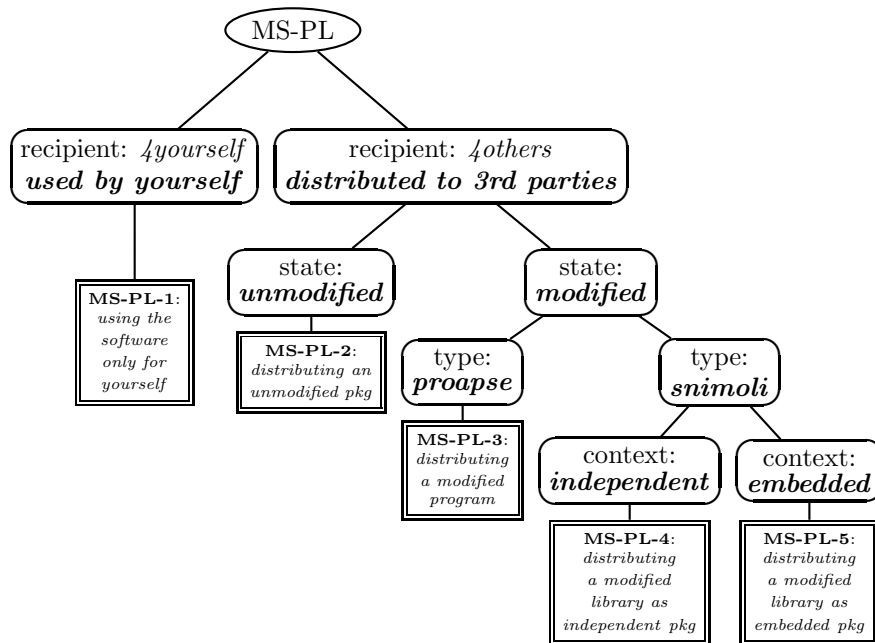 MS-PL
recipient: 4yourself
used by yourself
recipient: 4others
distributed to 3rd parties
MS-PL-1:
using the
software
only for
yourself
state:
unmodified
MS-PL-2:
distributing an
unmodified pkg
state:
modified
type:
proapse
MS-PL-3:
distributing
a modified
program
type:
snimoli
context:
independent
MS-PL-4:
distributing
a modified
library as
independent pkg
context:
embedded
MS-PL-5:
distributing
a modified
library as
embedded pkg